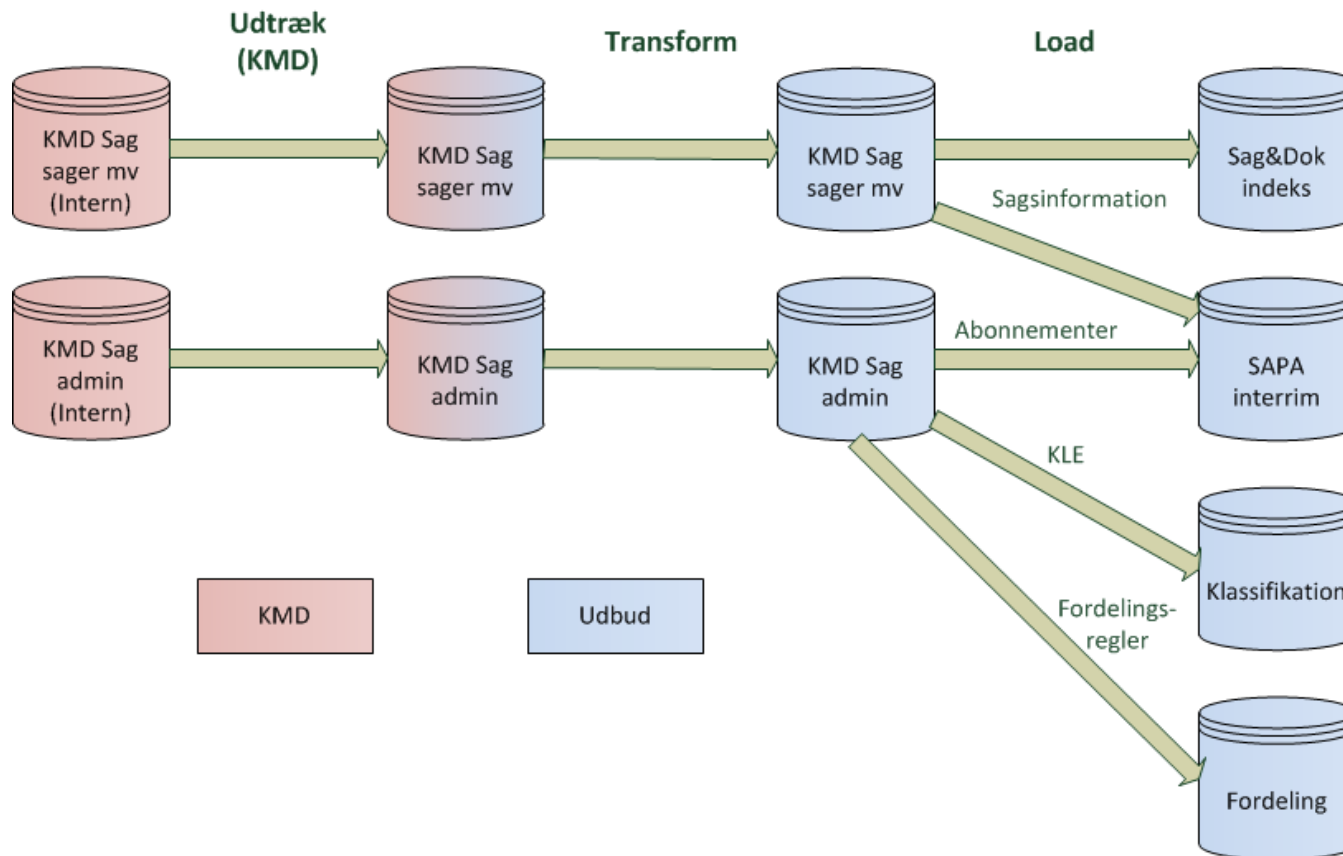 Udtræk
(KMD)
Transform
Load
KMD Sag
sager mv
(Intern)
KMD Sag
sager mv
KMD Sag
sager mv
Sag&Dok
indeks
Sagsinformation
KMD Sag
admin
(Intern)
KMD Sag
admin
KMD Sag
admin
Abonnementer
SAPA
interrim
KLE
Klassifikation
KMD
Udbud
Fordelings-
regler
Fordeling